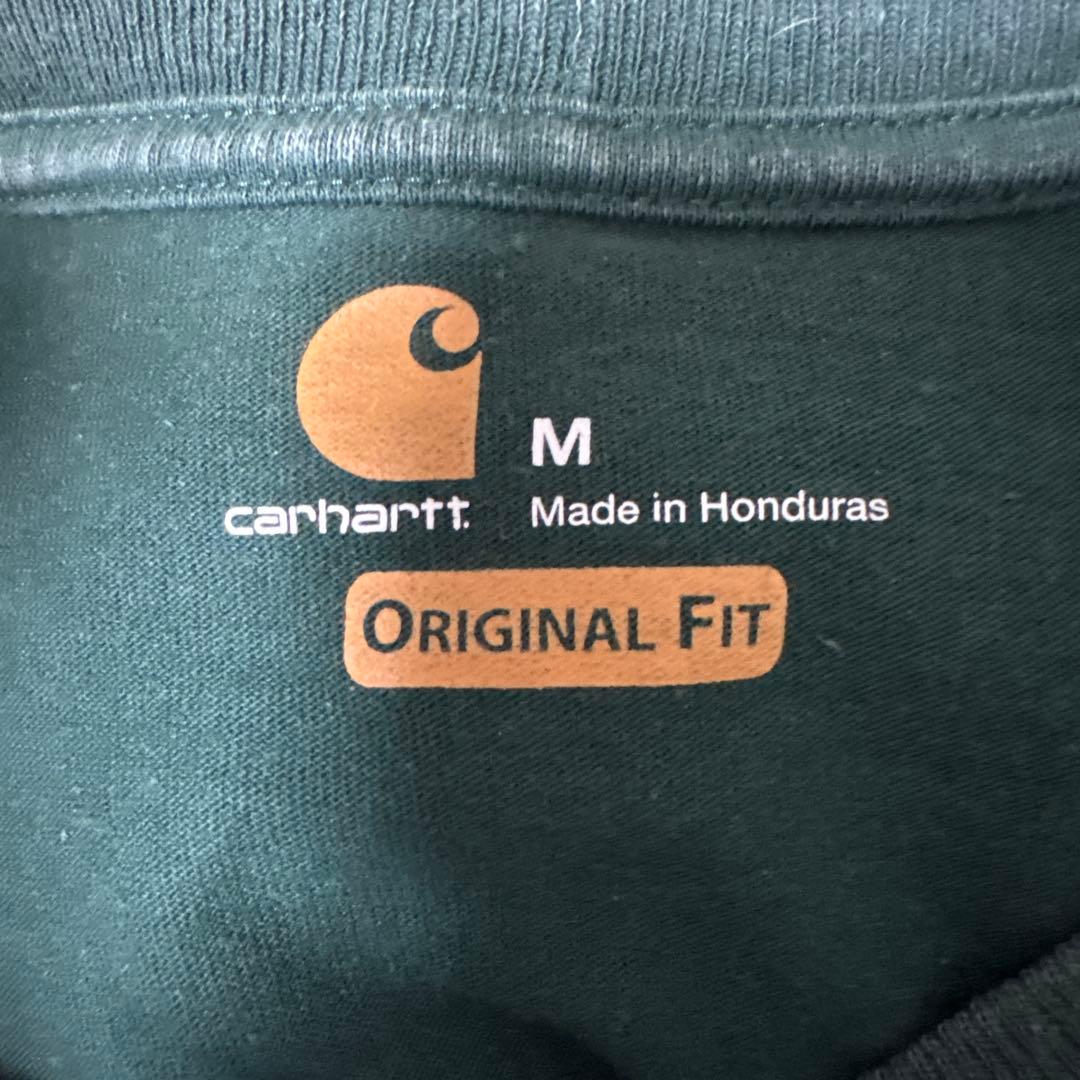 M
carhartt.
Made in Honduras
ORIGINAL FIT